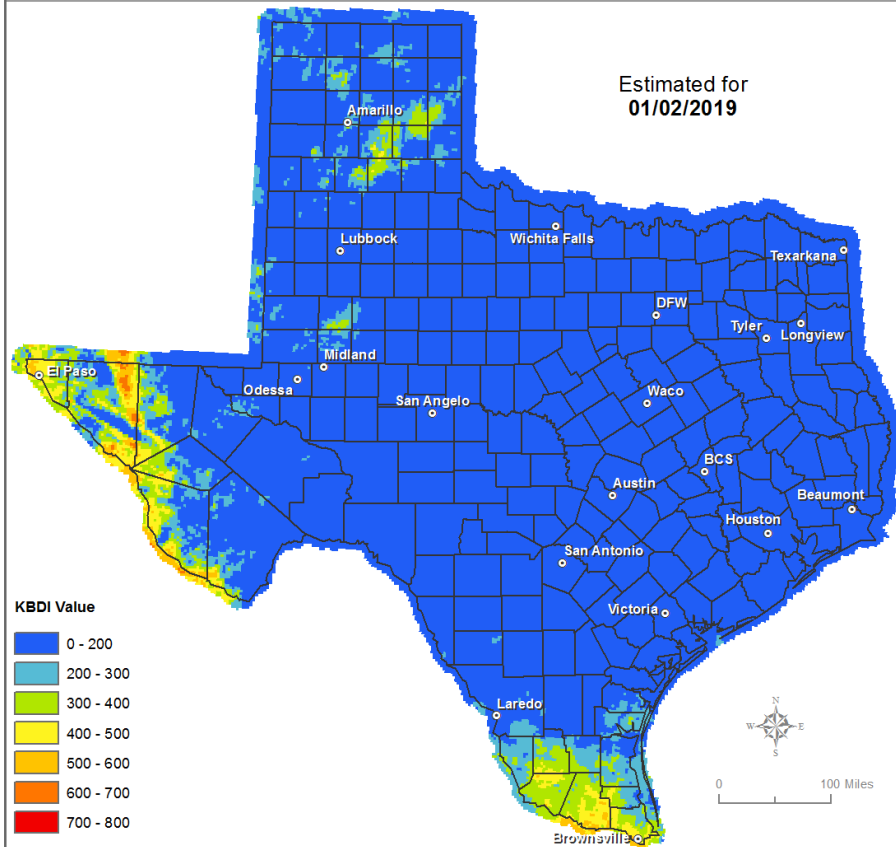 Estimated for
01/02/2019
Amarillo
Lubbock
Wichita Falls
Texarkana
DFW
Tyler
Longview
Midland
El Paso
Odessa
San Angelo
Waco
BCS
Austin
Beaumont
Houston
San Antonio
Victoria
Laredo
Brownsville
KBDI Value
0 - 200
200 - 300
300 - 400
400 - 500
500 - 600
600 - 700
700 - 800
N
W E
S
0 100 Miles